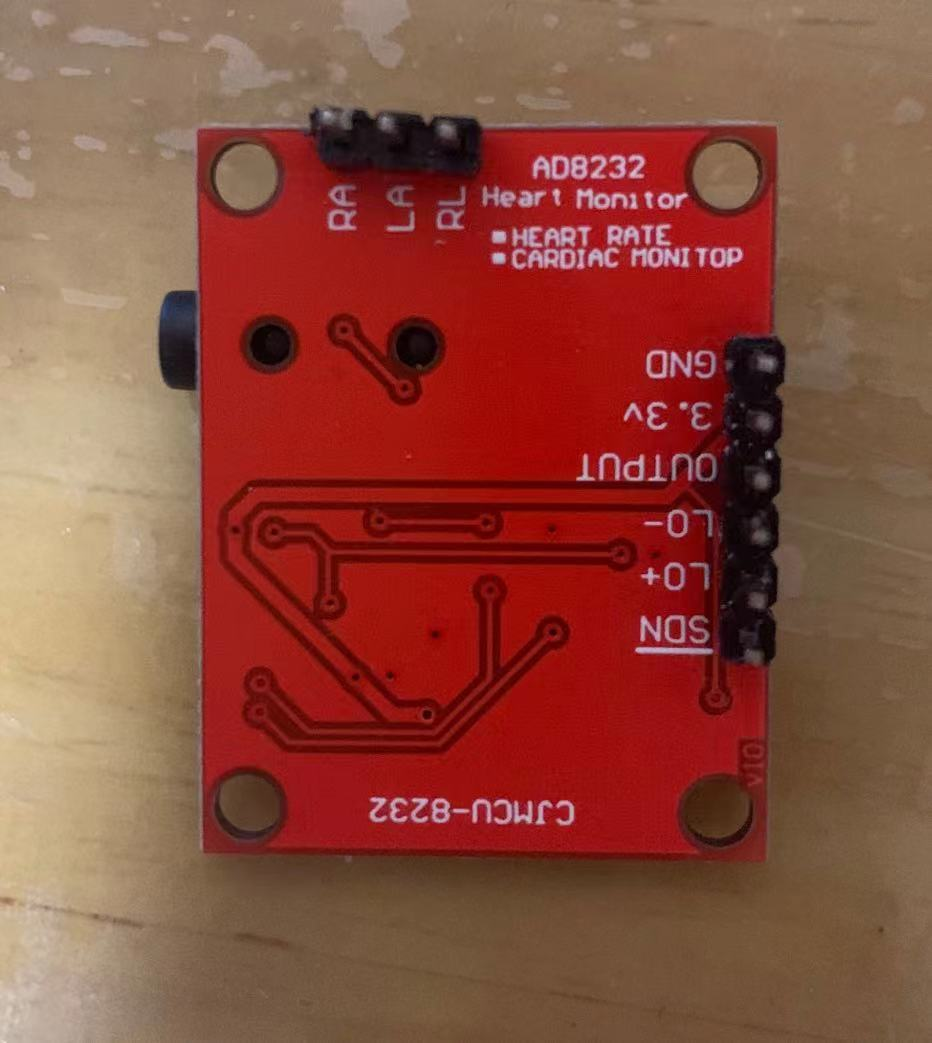 AD8232
Heart Monitor
HEART RATE
CARDIAC MONITOP
RA
LA
RL
GND
3.3v
OUTPUT
LO-
LO+
SDN
CJMCU-8232